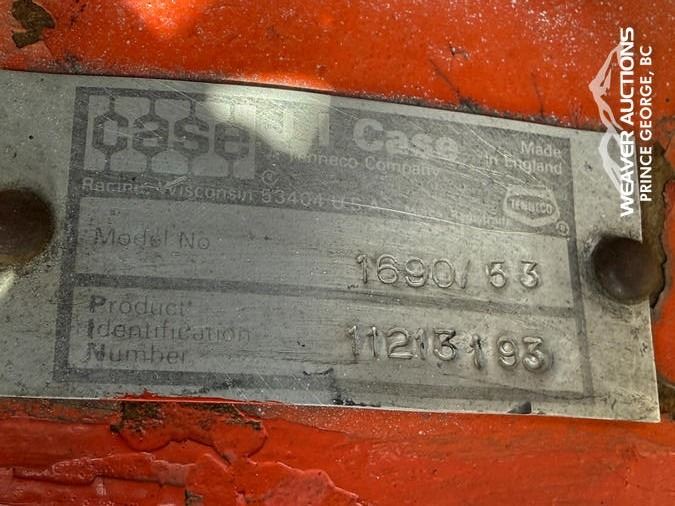 case
J I Case
A Tenneco Company
Made
in England
Racine, Wisconsin 53404 U.S.A.
TENNECO
®
Model No
1690/53
Product
Identification
Number
11213193
WEAVER AUCTIONS
PRINCE GEORGE, BC